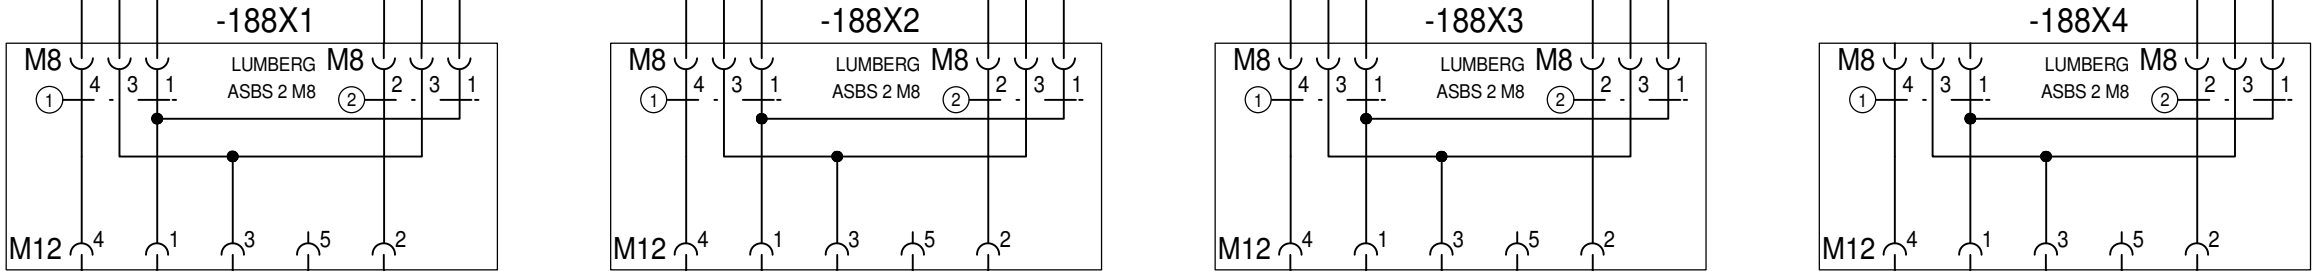 -188X1 -188X2 -188X3 -188X4
M8 LUMBERG M8 M8 LUMBERG M8 M8 LUMBERG M8 M8 LUMBERG M8
4 3 1 2 3 1 4 3 1 2 3 1 4 3 1 2 3 1 4 3 1 2 3 1
1 ASBS 2 M8 2 1 ASBS 2 M8 2 1 ASBS 2 M8 2 1 ASBS 2 M8 2
M12 4 1 3 5 2 M12 4 1 3 5 2 M12 4 1 3 5 2 M12 4 1 3 5 2